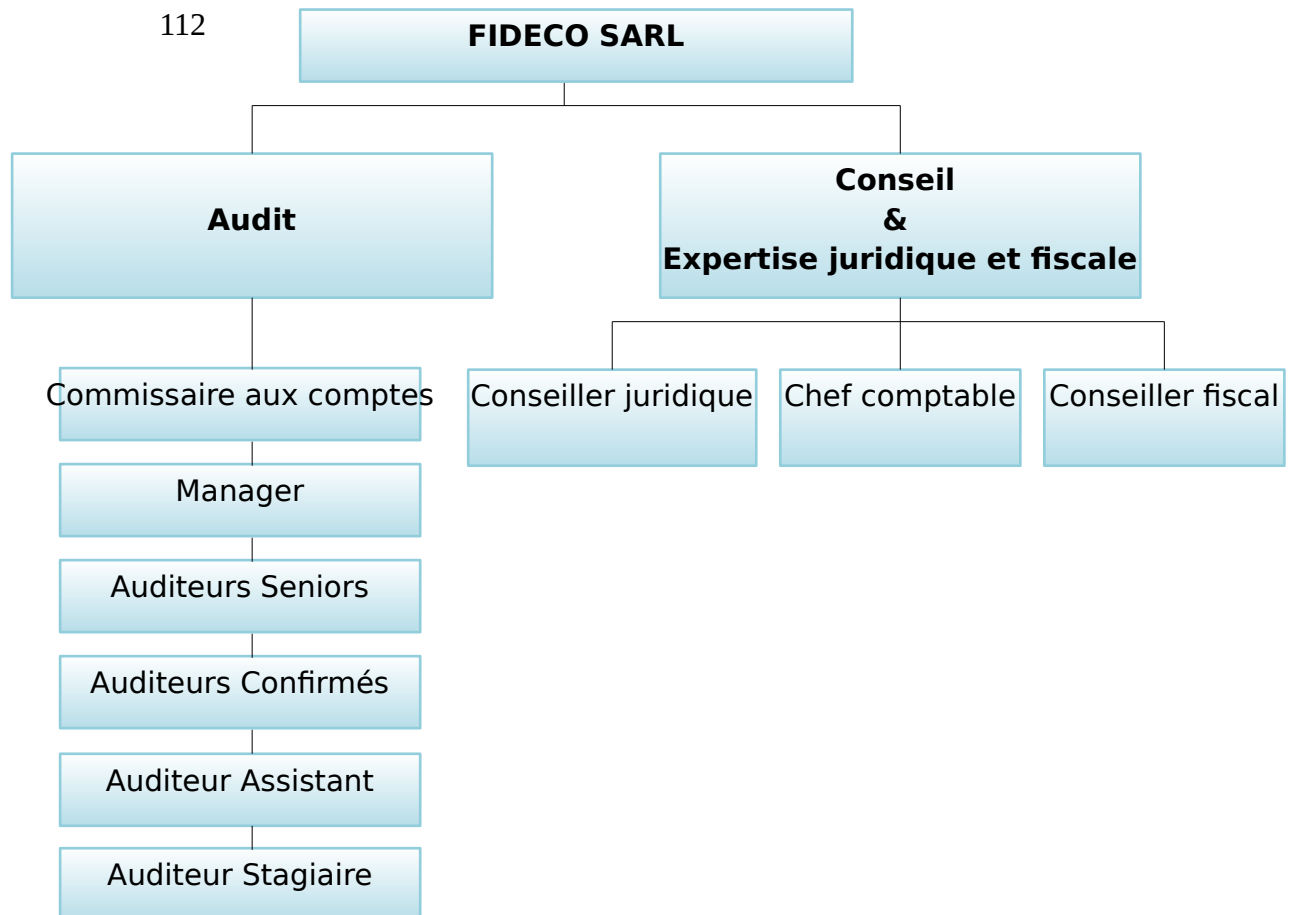 112
FIDECO SARL
Audit
Conseil
&
Expertise juridique et fiscale
Commissaire aux comptes
Conseiller juridique
Chef comptable
Conseiller fiscal
Manager
Auditeurs Seniors
Auditeurs Confirmés
Auditeur Assistant
Auditeur Stagiaire